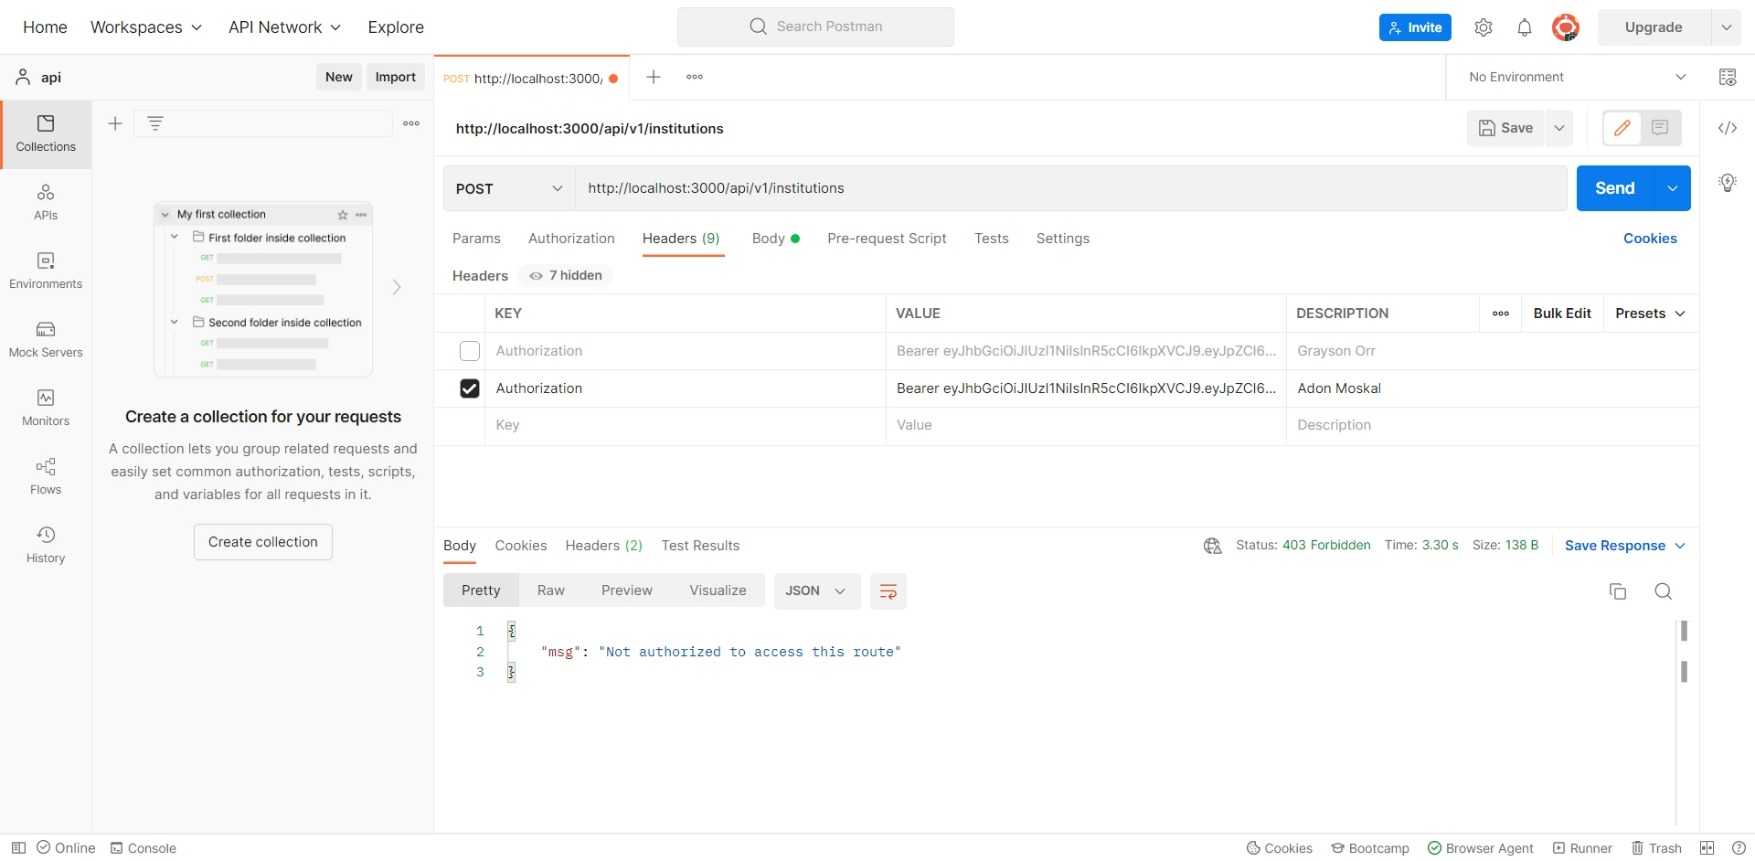 Home Workspaces API Network Explore Search Postman Invite Upgrade
api New Import POST http://localhost:3000/ No Environment
Collections
APIs
Environments
Mock Servers
Monitors
Flows
History
My first collection
First folder inside collection
GET
POST
GET
Second folder inside collection
GET
GET
Create a collection for your requests
A collection lets you group related requests and
easily set common authorization, tests, scripts,
and variables for all requests in it.
Create collection
http://localhost:3000/api/v1/institutions Save
POST http://localhost:3000/api/v1/institutions Send
Params Authorization Headers (9) Body Pre-request Script Tests Settings Cookies
Headers 7 hidden
KEY VALUE DESCRIPTION Bulk Edit Presets
Authorization Bearer eyJhbGciOiJIUzI1NiIsInR5cCI6IkpXVCJ9.eyJpZCI6... Grayson Orr
Authorization Bearer eyJhbGciOiJIUzI1NiIsInR5cCI6IkpXVCJ9.eyJpZCI6... Adon Moskal
Key Value Description
Body Cookies Headers (2) Test Results Status: 403 Forbidden Time: 3.30 s Size: 138 B Save Response
Pretty Raw Preview Visualize JSON
1 {
2 "msg": "Not authorized to access this route"
3 }
Online Console Cookies Bootcamp Browser Agent Runner Trash